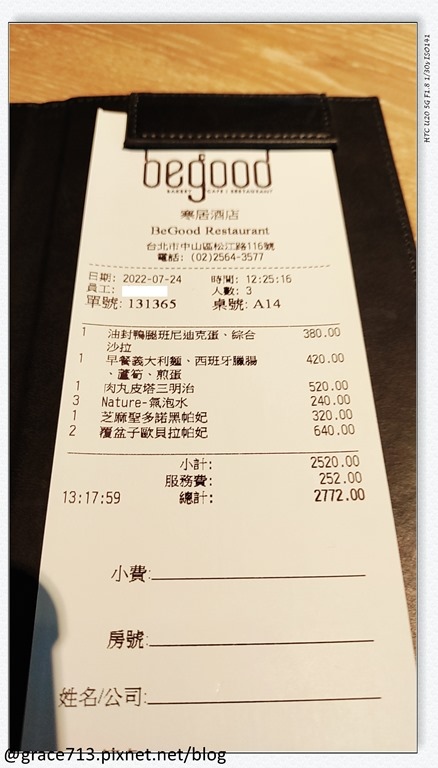 HTC U20 5G F1.8 1/30s ISO141
begood
BAKERY CAFE RESTAURANT
寒居酒店
BeGood Restaurant
台北市中山區松江路116號
電話: (02)2564-3577
日期: 2022-07-24 時間: 12:25:16
員工: 人數: 3
單號: 131365 桌號: A14
1 油封鴨腿班尼迪克蛋、綜合 380.00
沙拉
1 早餐義大利麵、西班牙臘腸 420.00
、蘆筍、煎蛋
1 肉丸皮塔三明治 520.00
3 Nature-氣泡水 240.00
1 芝麻聖多諾黑帕妃 320.00
2 覆盆子歐貝拉帕妃 640.00
小計: 2520.00
服務費: 252.00
13:17:59 總計: 2772.00
小費:
房號:
姓名/公司:
@grace713.pixnet.net/blog